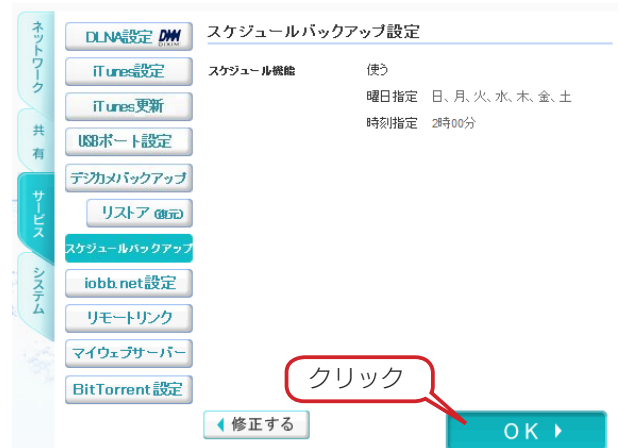 ネットワーク
共有
サービス
システム
DLNA設定 DiXiM
iTunes設定
iTunes更新
USBポート設定
デジカメバックアップ
リストア(復元)
スケジュールバックアップ
iobb.net設定
リモートリンク
マイウェブサーバー
BitTorrent設定
スケジュールバックアップ設定
スケジュール機能 使う
曜日指定 日、月、火、水、木、金、土
時刻指定 2時00分
クリック
修正する
OK